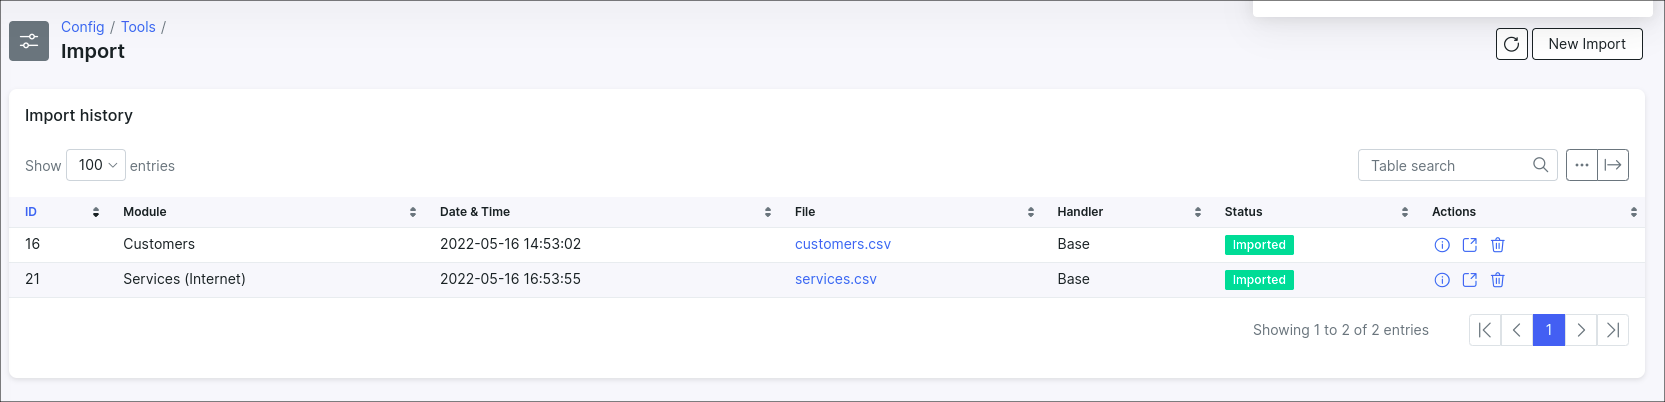 Config / Tools /
Import
New Import
Import history
Show 100 entries
Table search
ID Module Date & Time File Handler Status Actions
16 Customers 2022-05-16 14:53:02 customers.csv Base Imported
21 Services (Internet) 2022-05-16 16:53:55 services.csv Base Imported
Showing 1 to 2 of 2 entries 1